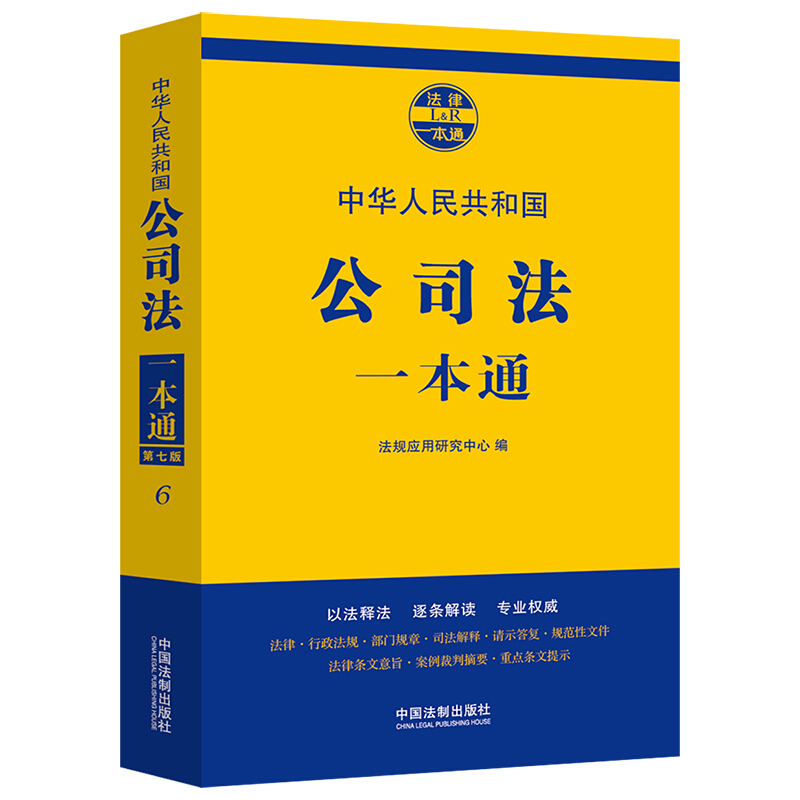 中华人民共和国
公司法
一本通
第七版
6
中国法制出版社
CHINA LEGAL PUBLISHING HOUSE
法律
L&R
一本通
中华人民共和国
公司法
一本通
法规应用研究中心 编
以法释法 逐条解读 专业权威
法律·行政法规·部门规章·司法解释·请示答复·规范性文件
法律条文意旨·案例裁判摘要·重点条文提示
中国法制出版社
CHINA LEGAL PUBLISHING HOUSE